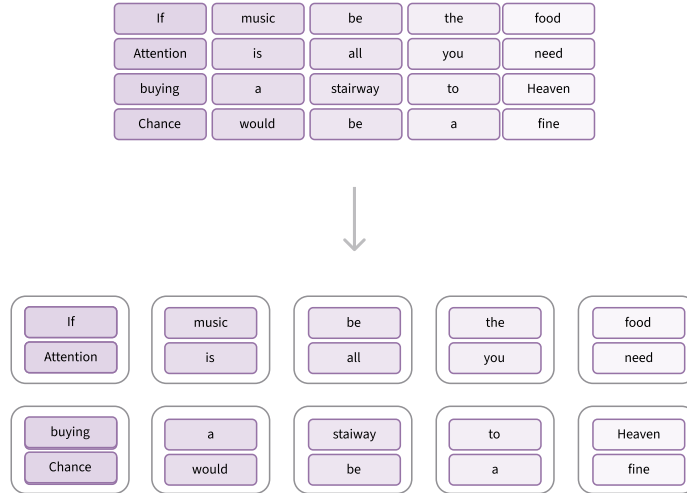 If music be the food
Attention is all you need
buying a stairway to Heaven
Chance would be a fine
If music be the food
Attention is all you need
buying a staiway to Heaven
Chance would be a fine